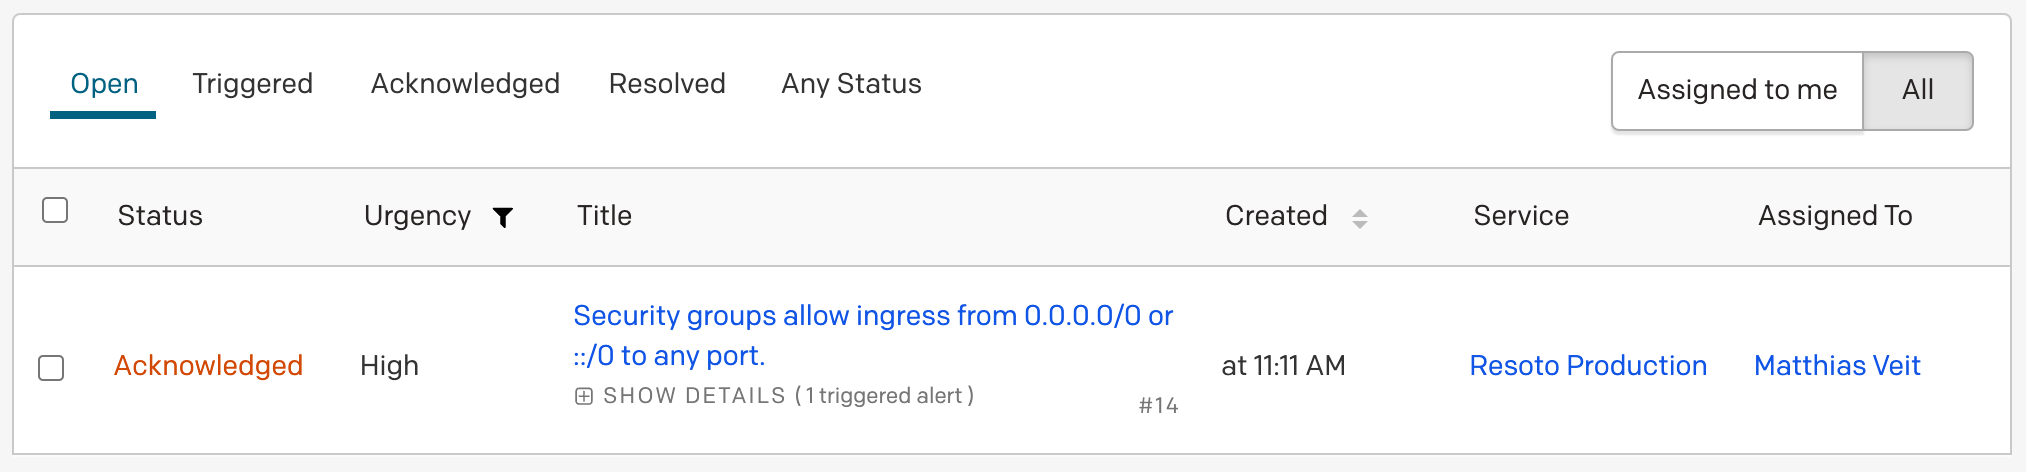 Open Triggered Acknowledged Resolved Any Status Assigned to me All
Status Urgency Title Created Service Assigned To
Security groups allow ingress from 0.0.0.0/0 or
::/0 to any port.
Acknowledged High at 11:11 AM Resoto Production Matthias Veit
SHOW DETAILS (1 triggered alert)
#14